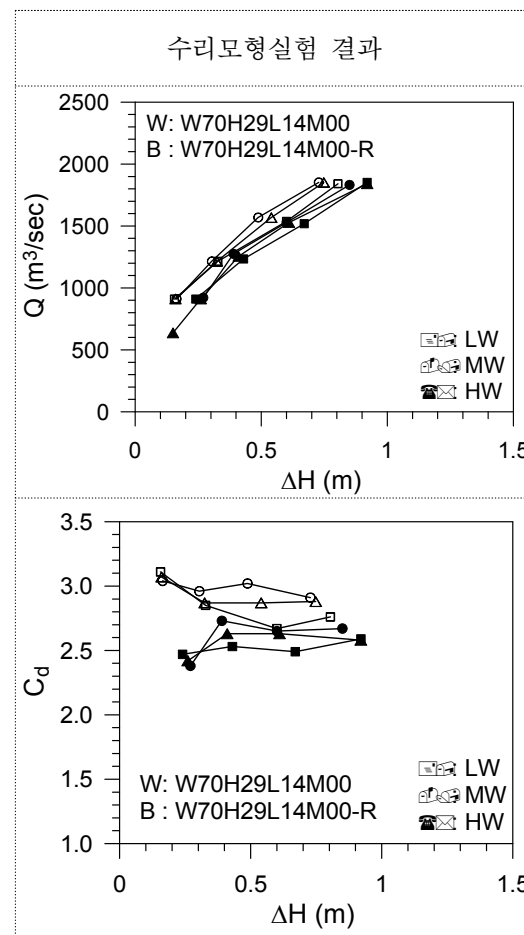 수리모형실험 결과
2500
2000
1500
1000
500
0
Q (m³/sec)
W: W70H29L14M00
B : W70H29L14M00-R
LW
MW
HW
0
0.5
1
1.5
ΔH (m)
3.5
3.0
2.5
2.0
1.5
1.0
C_d
W: W70H29L14M00
B : W70H29L14M00-R
LW
MW
HW
0
0.5
1
1.5
ΔH (m)